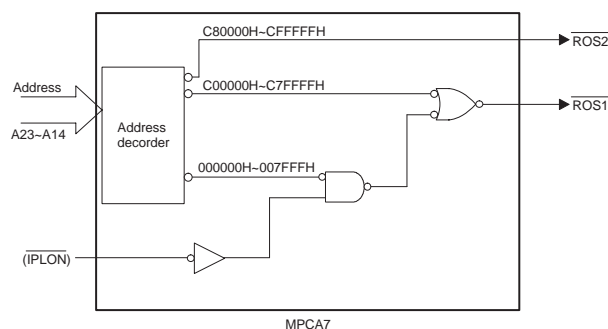 C80000H~CFFFFFH
ROS2
Address
C00000H~C7FFFFH
ROS1
A23~A14
Address
decorder
000000H~007FFFH
(IPLON)
MPCA7